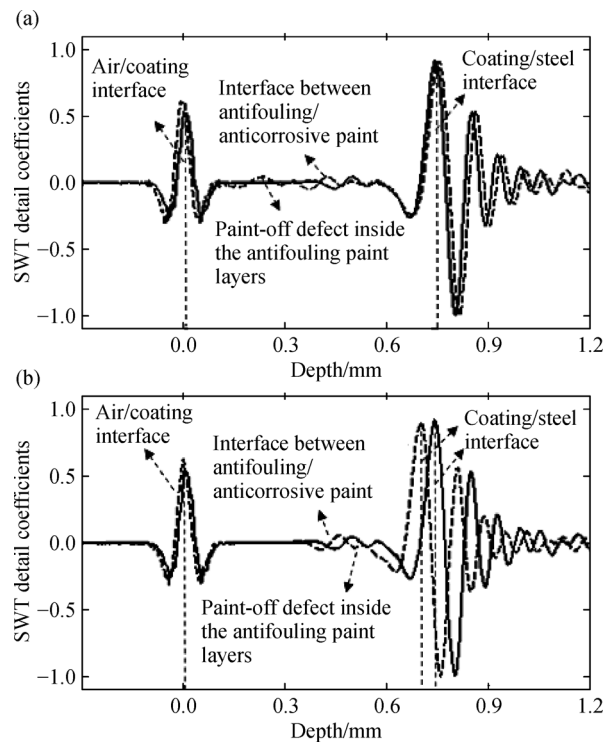 (a)
1.0
0.5
0.0
−0.5
−1.0
SWT detail coefficients
Air/coating
interface
Interface between
antifouling/
anticorrosive paint
Coating/steel
interface
Paint-off defect inside
the antifouling paint
layers
0.0
0.3
0.6
0.9
1.2
Depth/mm
(b)
1.0
0.5
0.0
−0.5
−1.0
SWT detail coefficients
Air/coating
interface
Interface between
antifouling/
anticorrosive paint
Coating/steel
interface
Paint-off defect inside
the antifouling paint
layers
0.0
0.3
0.6
0.9
1.2
Depth/mm